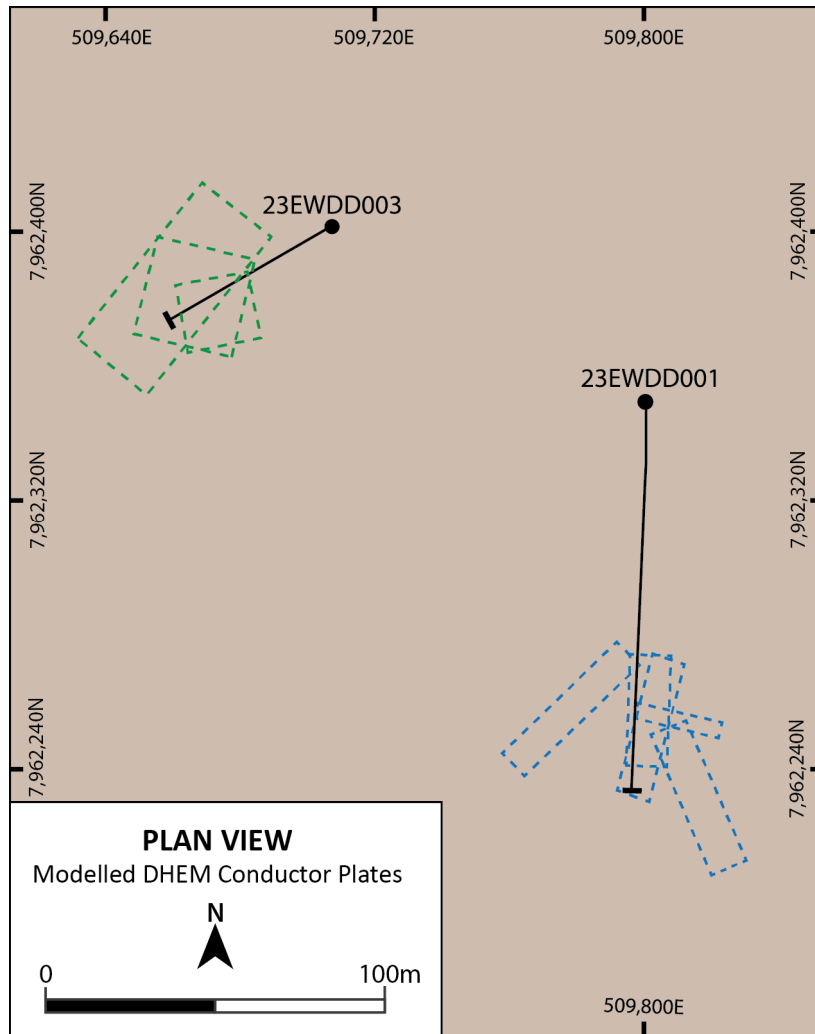 509,640E
509,720E
509,800E
7,962,400N
7,962,400N
23EWDD003
23EWDD001
7,962,320N
7,962,320N
7,962,240N
7,962,240N
PLAN VIEW
Modelled DHEM Conductor Plates
N
0
100m
509,800E